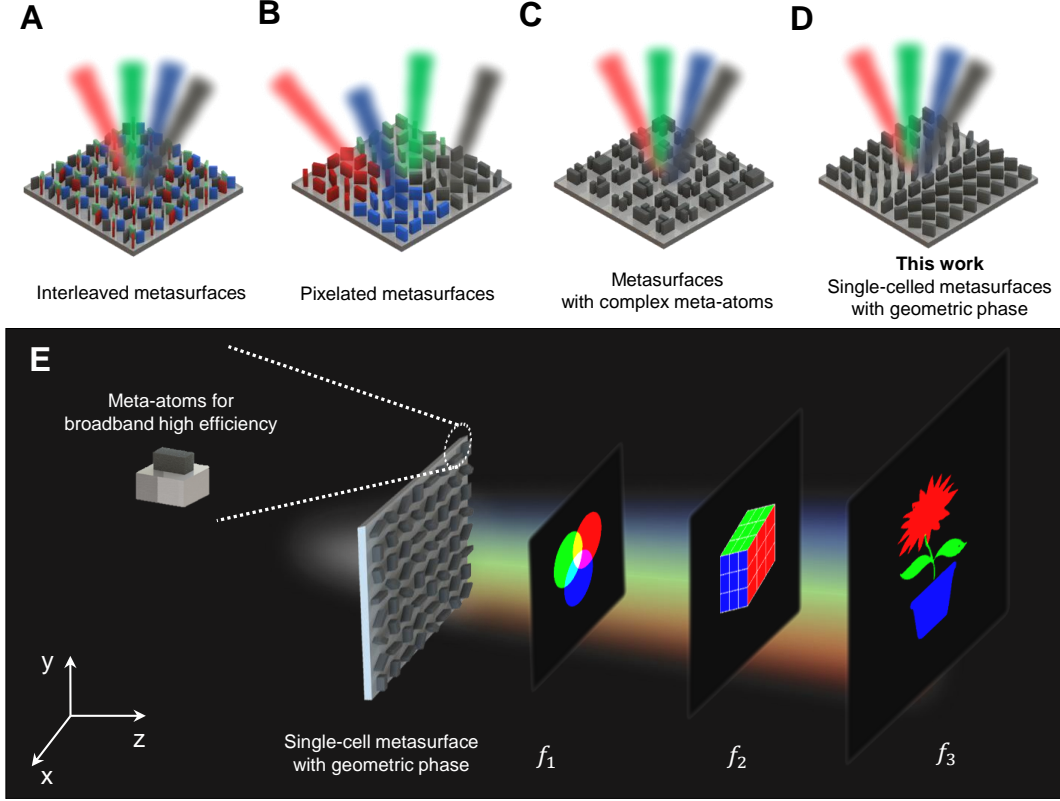 A
B
C
D
Interleaved metasurfaces
Pixelated metasurfaces
Metasurfaces
with complex meta-atoms
This work
Single-celled metasurfaces
with geometric phase
E
Meta-atoms for
broadband high efficiency
y
z
x
Single-cell metasurface
with geometric phase
f₁
f₂
f₃